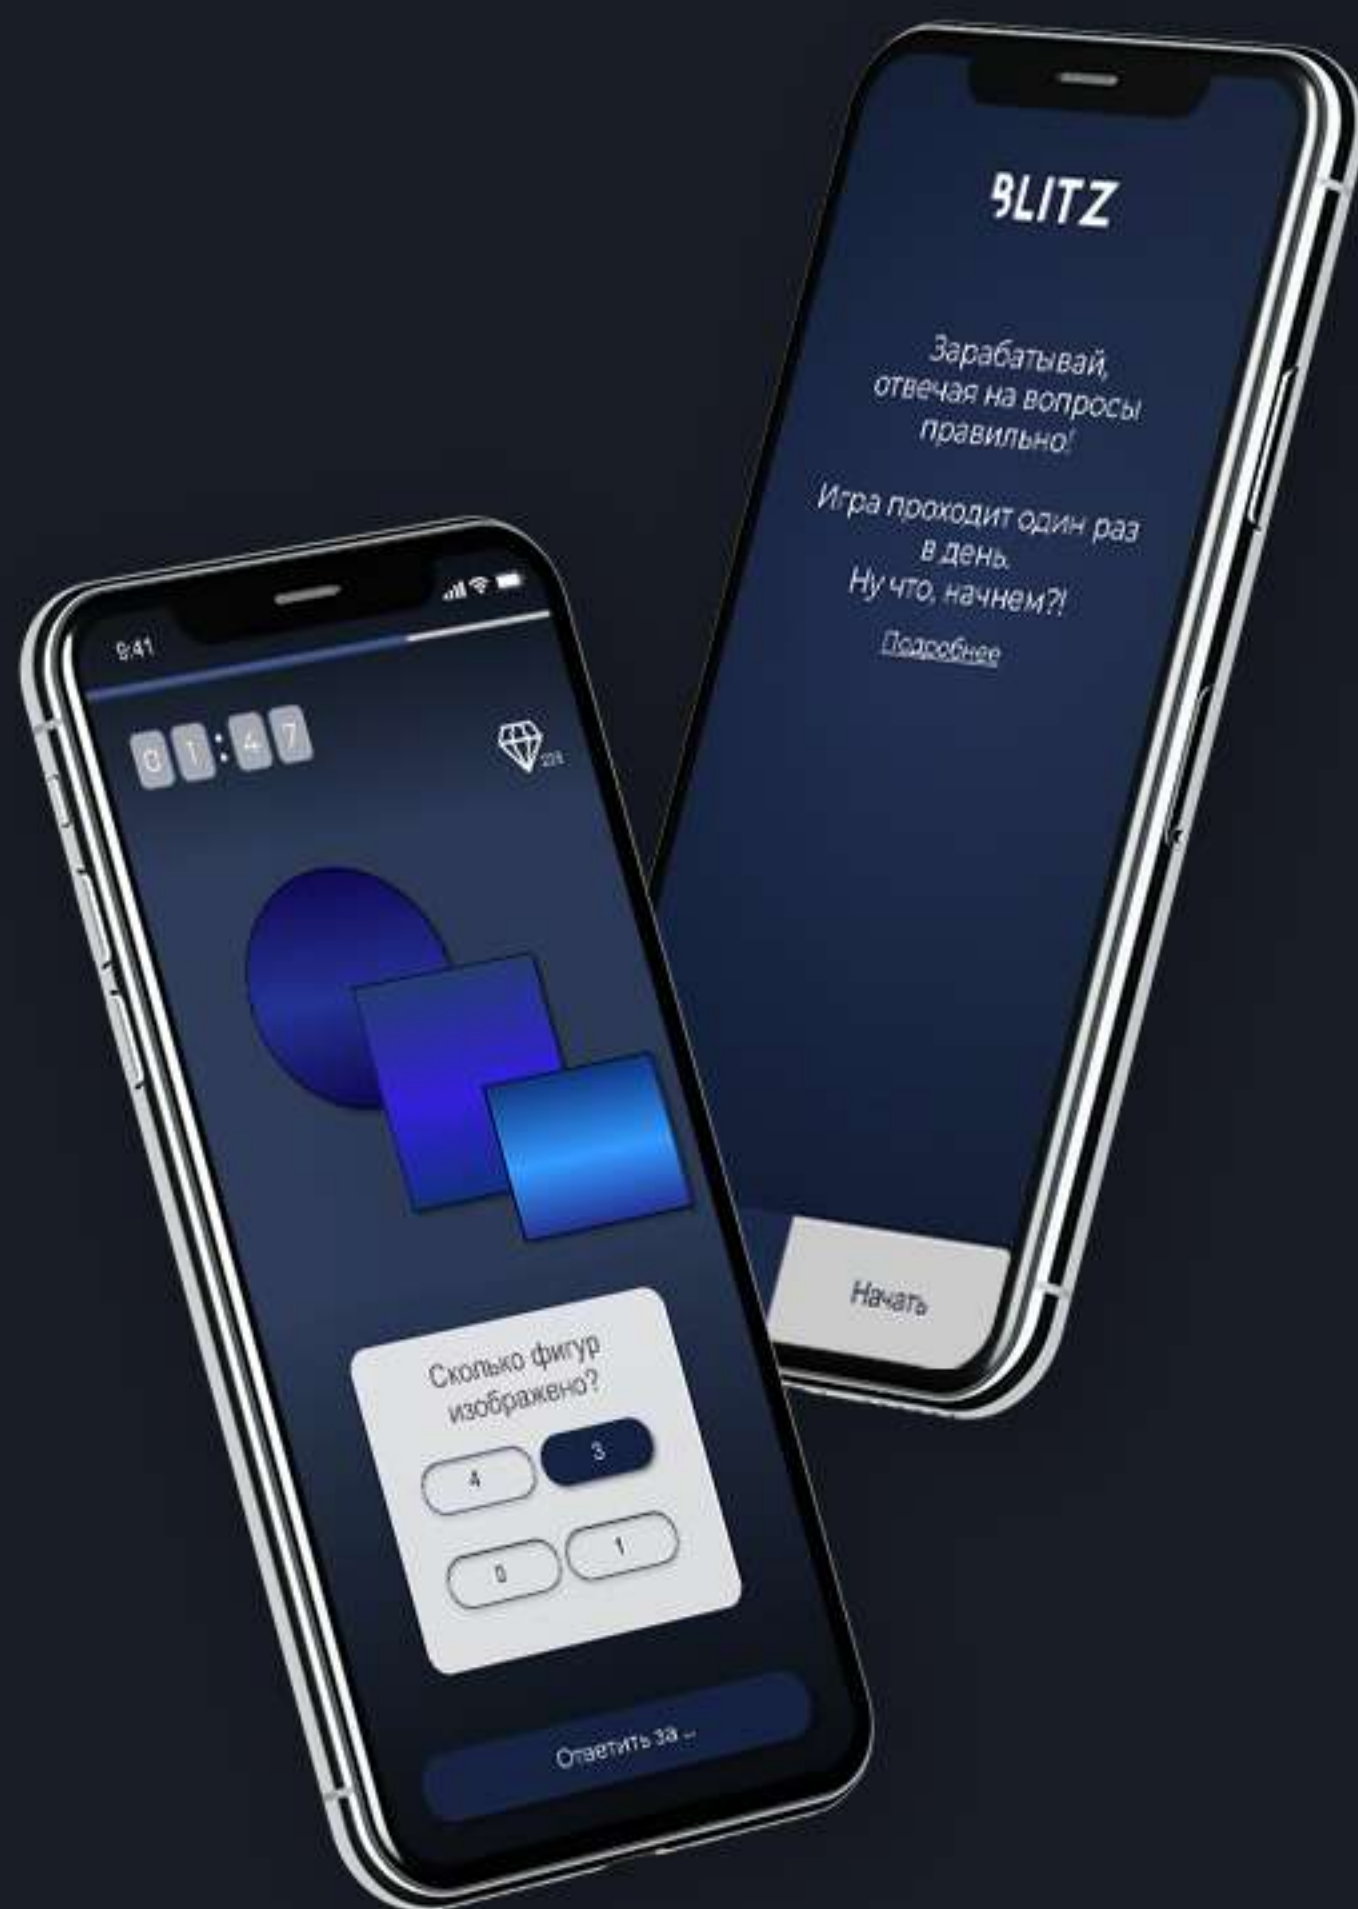 BLITZ
Зарабатывай,
отвечая на вопросы
правильно!
Игра проходит один раз
в день.
Ну что, начнем?!
Подробнее
Начать
9:41
01:47
228
Сколько фигур
изображено?
4
3
0
1
Ответить за ...